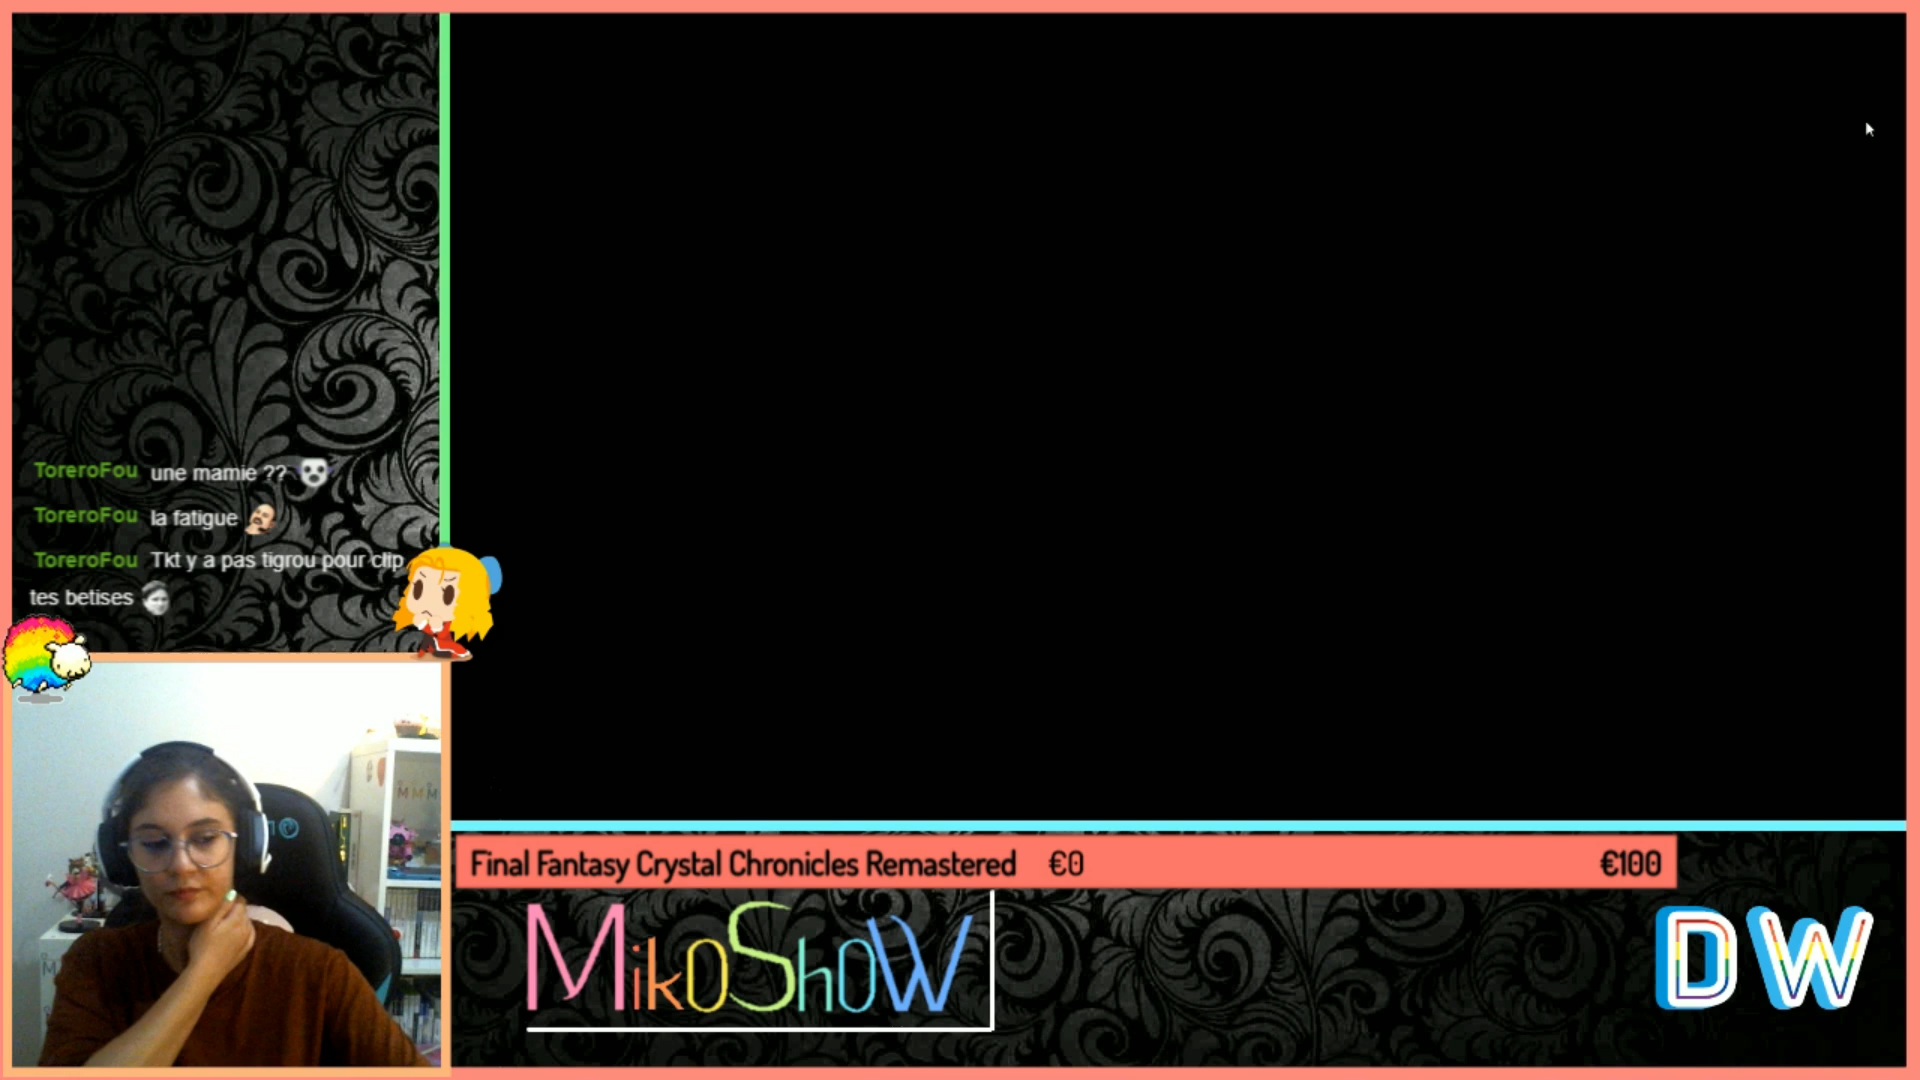 ToreroFou une mamie ??
ToreroFou la fatigue
ToreroFou Tkt y a pas tigrou pour clip
tes betises
Final Fantasy Crystal Chronicles Remastered €0 €100
MikoShoW
DW